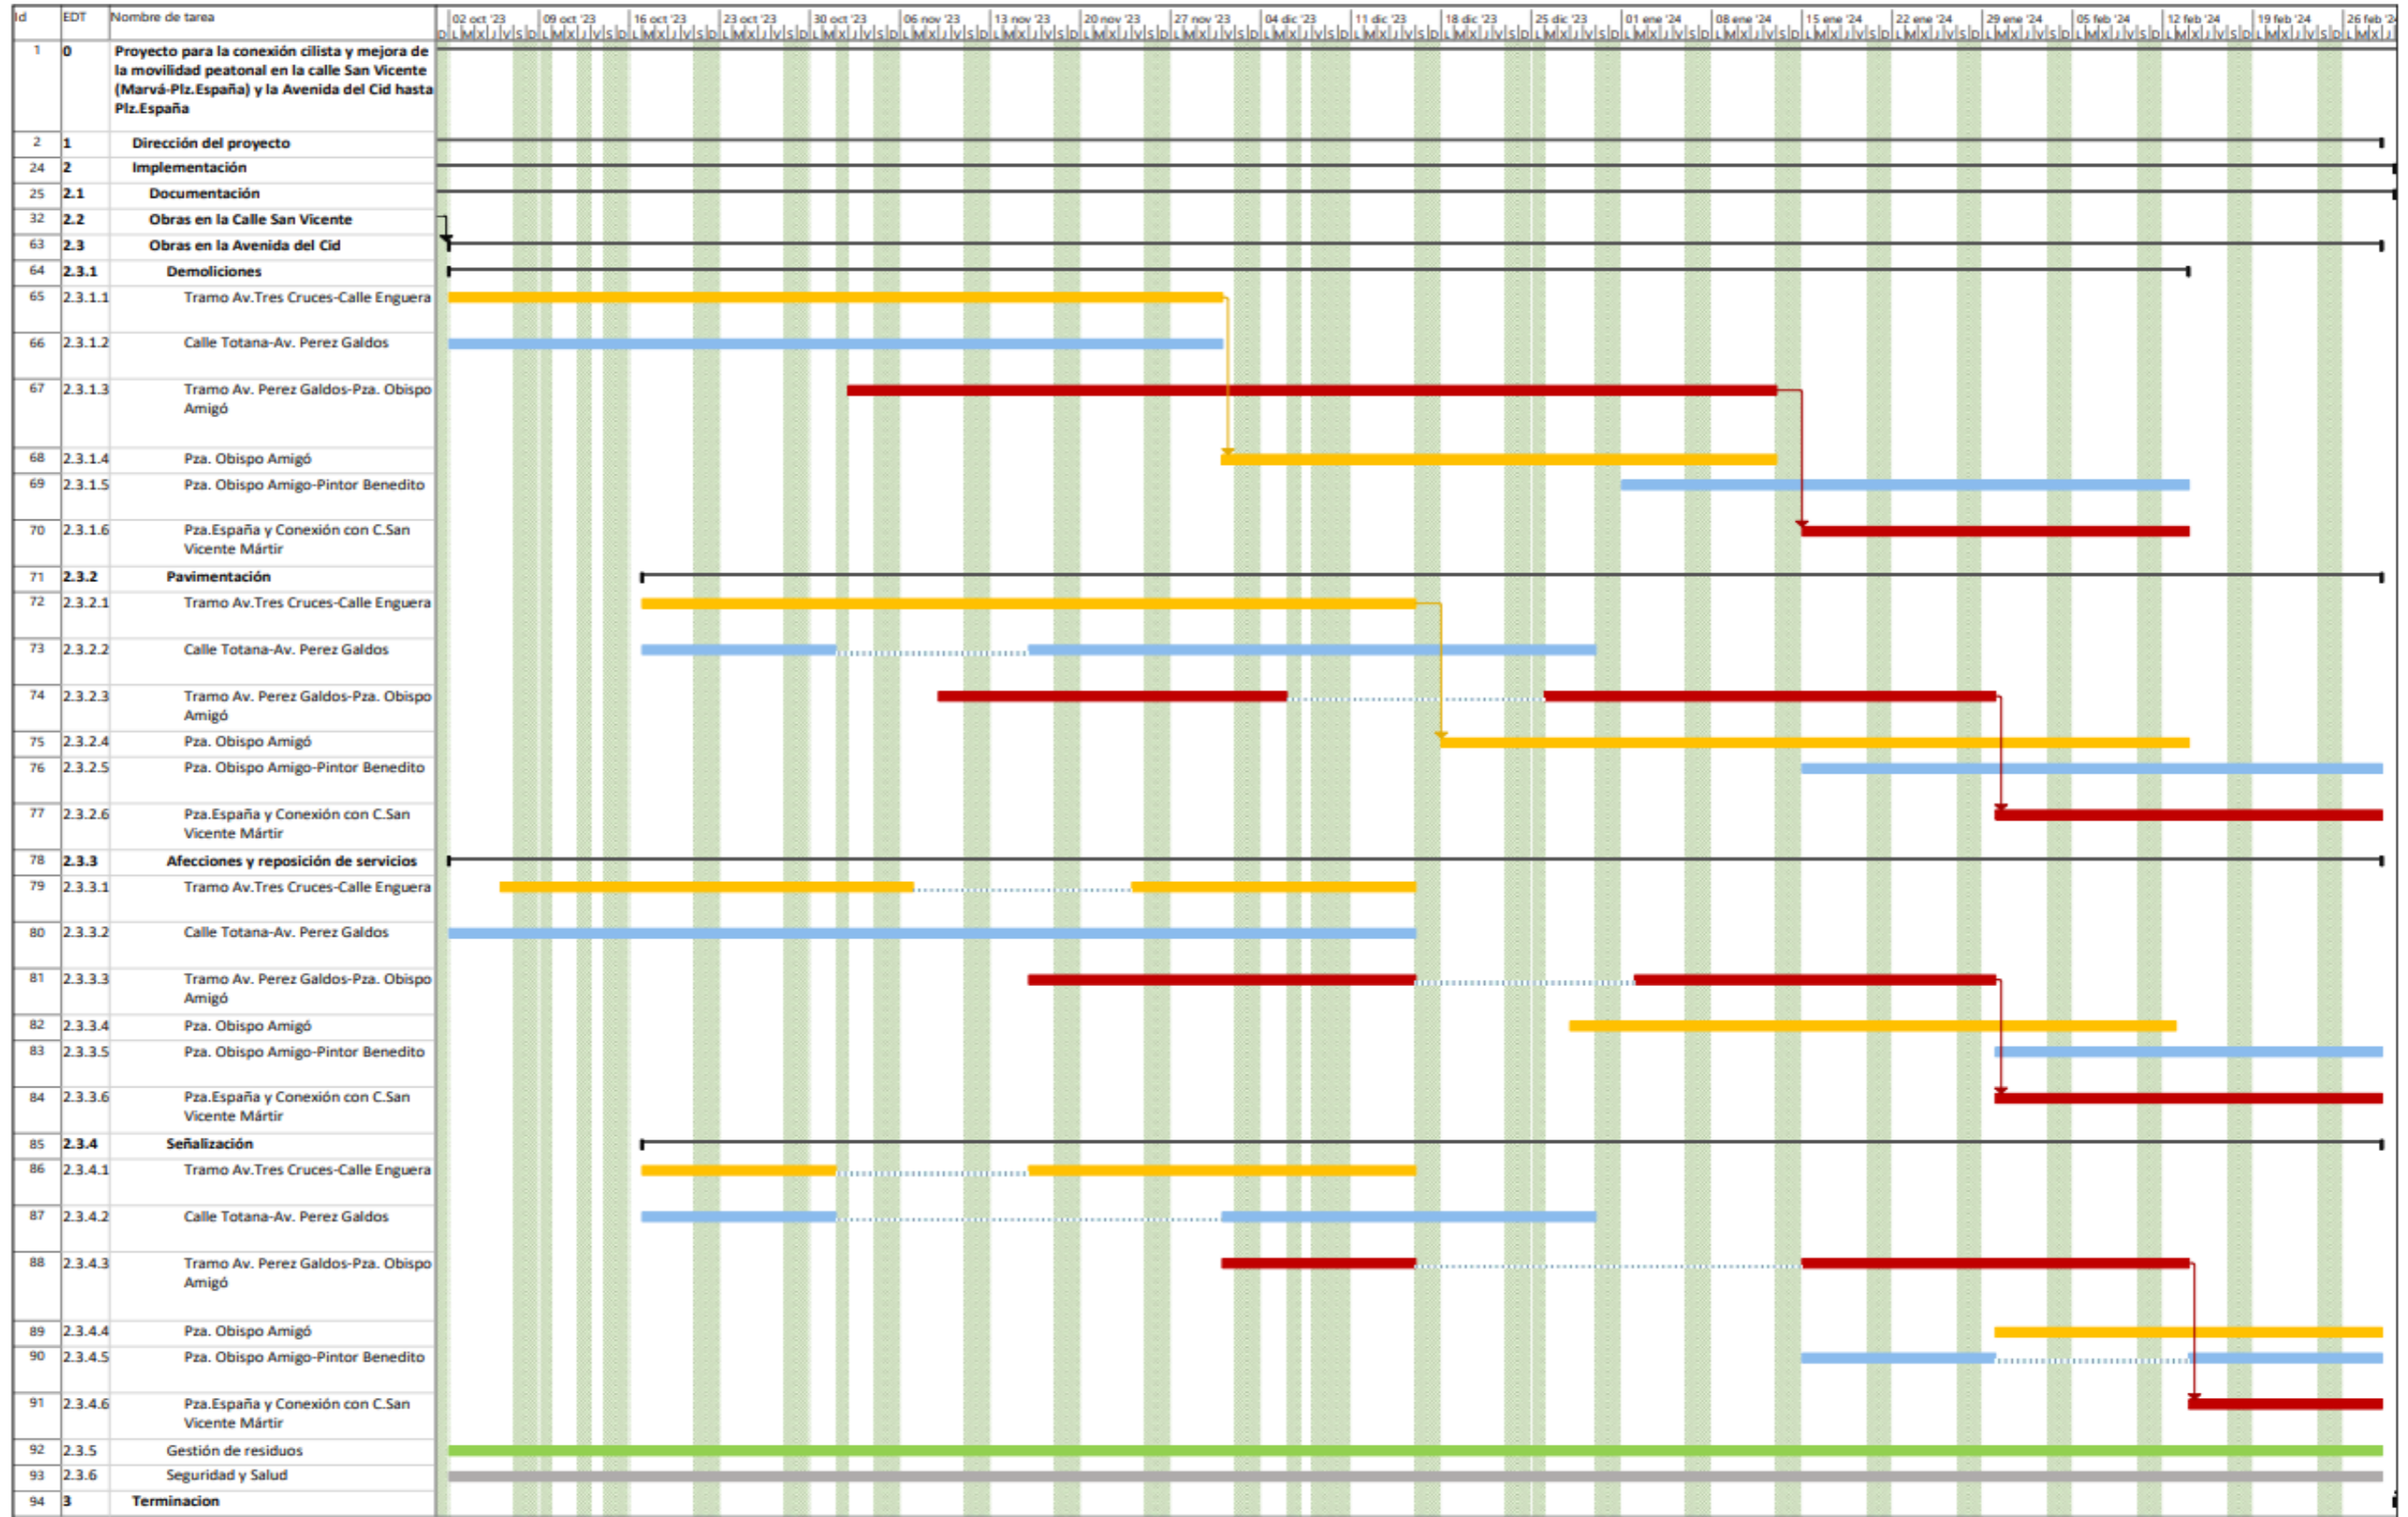 Id EDT Nombre de tarea 02 oct '23 09 oct '23 16 oct '23 23 oct '23 30 oct '23 06 nov '23 13 nov '23 20 nov '23 27 nov '23 04 dic '23 11 dic '23 18 dic '23 25 dic '23 01 ene '24 08 ene '24 15 ene '24 22 ene '24 29 ene '24 05 feb '24 12 feb '24 19 feb '24 26 feb '24
D L M X J V S D L M X J V S D L M X J V S D L M X J V S D L M X J V S D L M X J V S D L M X J V S D L M X J V S D L M X J V S D L M X J V S D L M X J V S D L M X J V S D L M X J V S D L M X J V S D L M X J V S D L M X J V S D L M X J V S D L M X J V S D L M X J V S D L M X J V S D L M X J V S D L M X J
1 0 Proyecto para la conexión cilista y mejora de
la movilidad peatonal en la calle San Vicente
(Marvá-Plz.España) y la Avenida del Cid hasta
Plz.España
2 1 Dirección del proyecto
24 2 Implementación
25 2.1 Documentación
32 2.2 Obras en la Calle San Vicente
63 2.3 Obras en la Avenida del Cid
64 2.3.1 Demoliciones
65 2.3.1.1 Tramo Av.Tres Cruces-Calle Enguera
66 2.3.1.2 Calle Totana-Av. Perez Galdos
67 2.3.1.3 Tramo Av. Perez Galdos-Pza. Obispo
Amigó
68 2.3.1.4 Pza. Obispo Amigó
69 2.3.1.5 Pza. Obispo Amigo-Pintor Benedito
70 2.3.1.6 Pza.España y Conexión con C.San
Vicente Mártir
71 2.3.2 Pavimentación
72 2.3.2.1 Tramo Av.Tres Cruces-Calle Enguera
73 2.3.2.2 Calle Totana-Av. Perez Galdos
74 2.3.2.3 Tramo Av. Perez Galdos-Pza. Obispo
Amigó
75 2.3.2.4 Pza. Obispo Amigó
76 2.3.2.5 Pza. Obispo Amigo-Pintor Benedito
77 2.3.2.6 Pza.España y Conexión con C.San
Vicente Mártir
78 2.3.3 Afecciones y reposición de servicios
79 2.3.3.1 Tramo Av.Tres Cruces-Calle Enguera
80 2.3.3.2 Calle Totana-Av. Perez Galdos
81 2.3.3.3 Tramo Av. Perez Galdos-Pza. Obispo
Amigó
82 2.3.3.4 Pza. Obispo Amigó
83 2.3.3.5 Pza. Obispo Amigo-Pintor Benedito
84 2.3.3.6 Pza.España y Conexión con C.San
Vicente Mártir
85 2.3.4 Señalización
86 2.3.4.1 Tramo Av.Tres Cruces-Calle Enguera
87 2.3.4.2 Calle Totana-Av. Perez Galdos
88 2.3.4.3 Tramo Av. Perez Galdos-Pza. Obispo
Amigó
89 2.3.4.4 Pza. Obispo Amigó
90 2.3.4.5 Pza. Obispo Amigo-Pintor Benedito
91 2.3.4.6 Pza.España y Conexión con C.San
Vicente Mártir
92 2.3.5 Gestión de residuos
93 2.3.6 Seguridad y Salud
94 3 Terminacion